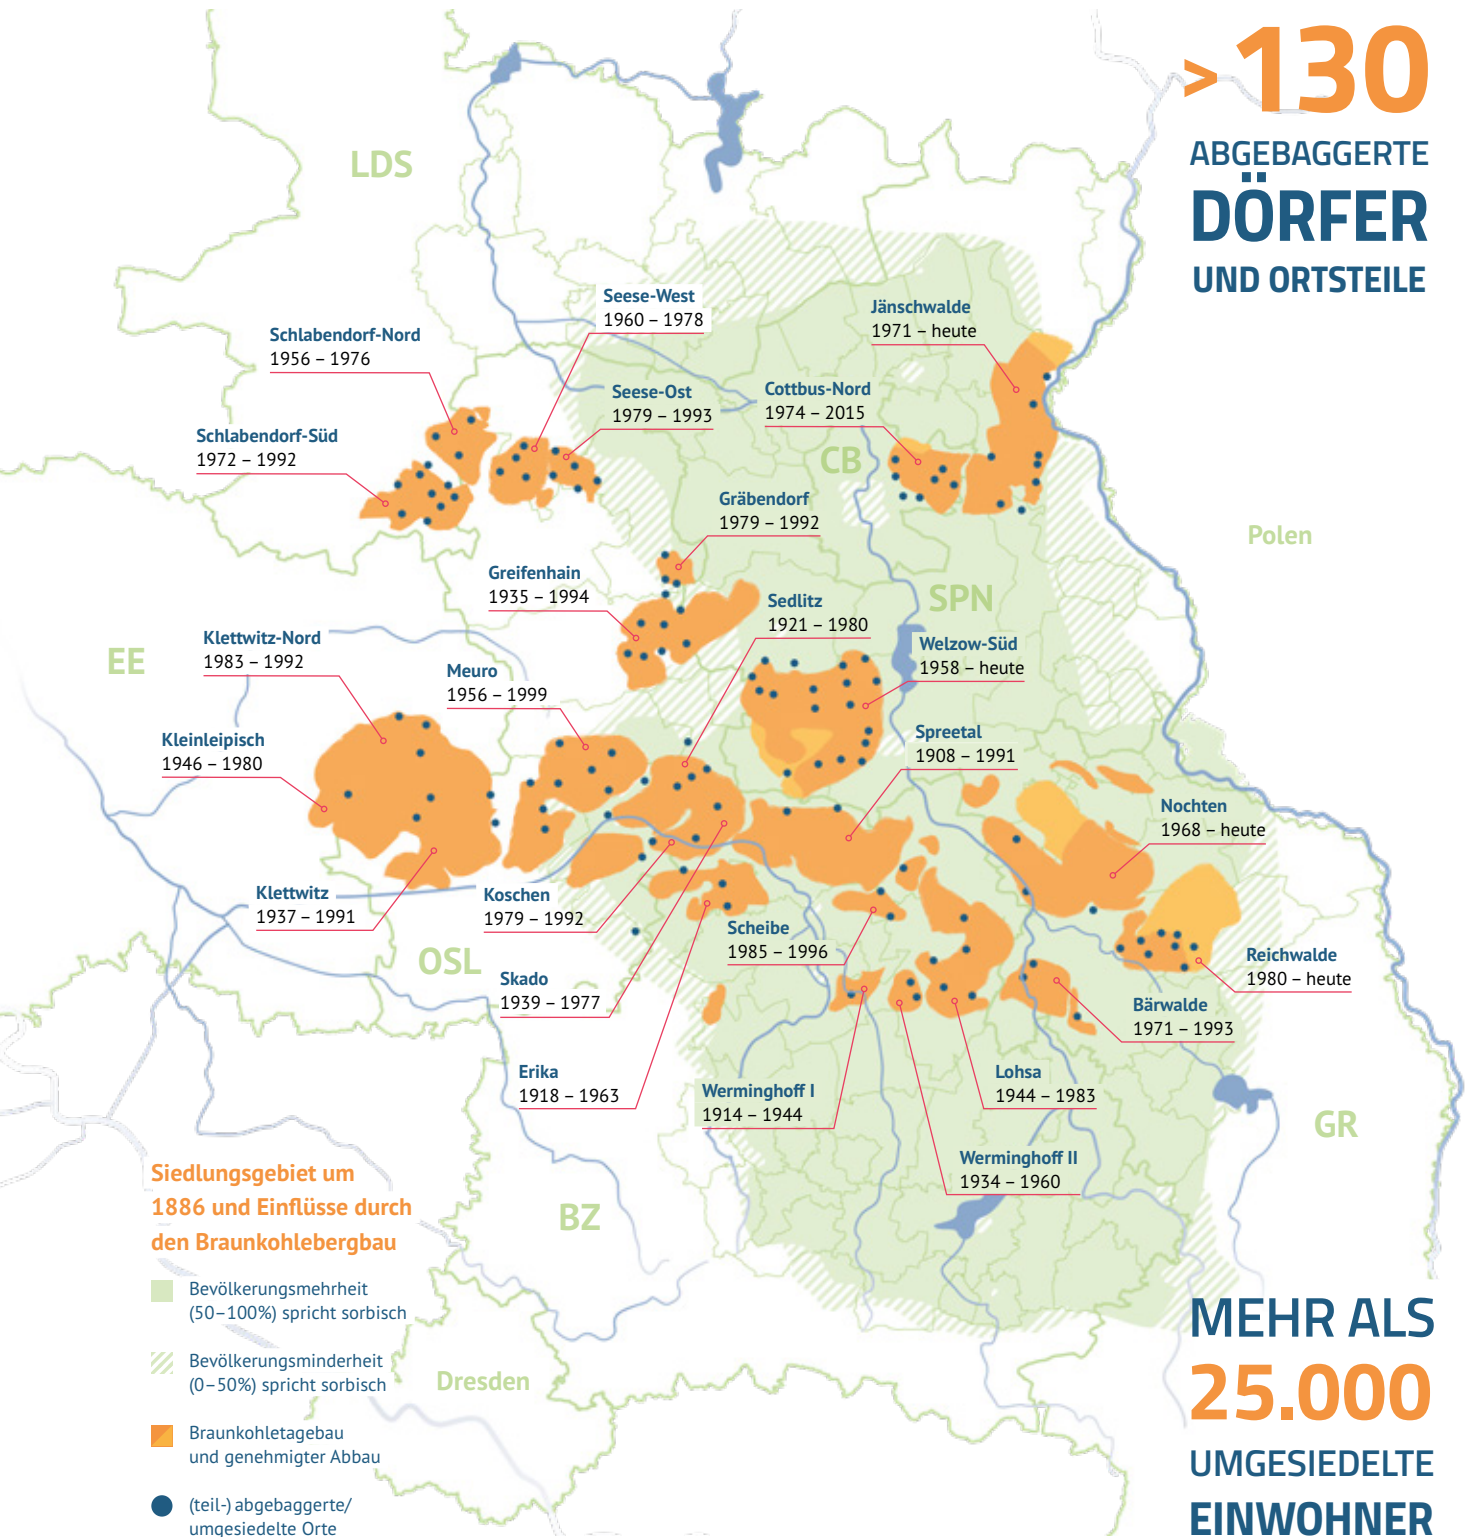 > 130
ABGEBAGGERTE
DÖRFER
UND ORTSTEILE
LDS
Seese-West
1960 – 1978
Jänschwalde
1971 – heute
Schlabendorf-Nord
1956 – 1976
Seese-Ost
1979 – 1993
Cottbus-Nord
1974 – 2015
Schlabendorf-Süd
1972 – 1992
CB
Gräbendorf
1979 – 1992
Polen
Greifenhain
1935 – 1994
SPN
Sedlitz
1921 – 1980
Klettwitz-Nord
1983 – 1992
Welzow-Süd
1958 – heute
EE
Meuro
1956 – 1999
Kleinleipisch
1946 – 1980
Spreetal
1908 – 1991
Nochten
1968 – heute
Klettwitz
1937 – 1991
Koschen
1979 – 1992
Scheibe
1985 – 1996
OSL
Reichwalde
1980 – heute
Skado
1939 – 1977
Bärwalde
1971 – 1993
Erika
1918 – 1963
Werminghoff I
1914 – 1944
Lohsa
1944 – 1983
GR
Werminghoff II
1934 – 1960
BZ
Siedlungsgebiet um
1886 und Einflüsse durch
den Braunkohlebergbau
Bevölkerungsmehrheit
(50–100%) spricht sorbisch
Bevölkerungsminderheit
(0–50%) spricht sorbisch
Dresden
Braunkohletagebau
und genehmigter Abbau
(teil-) abgebaggerte/
umgesiedelte Orte
MEHR ALS
25.000
UMGESIEDELTE
EINWOHNER